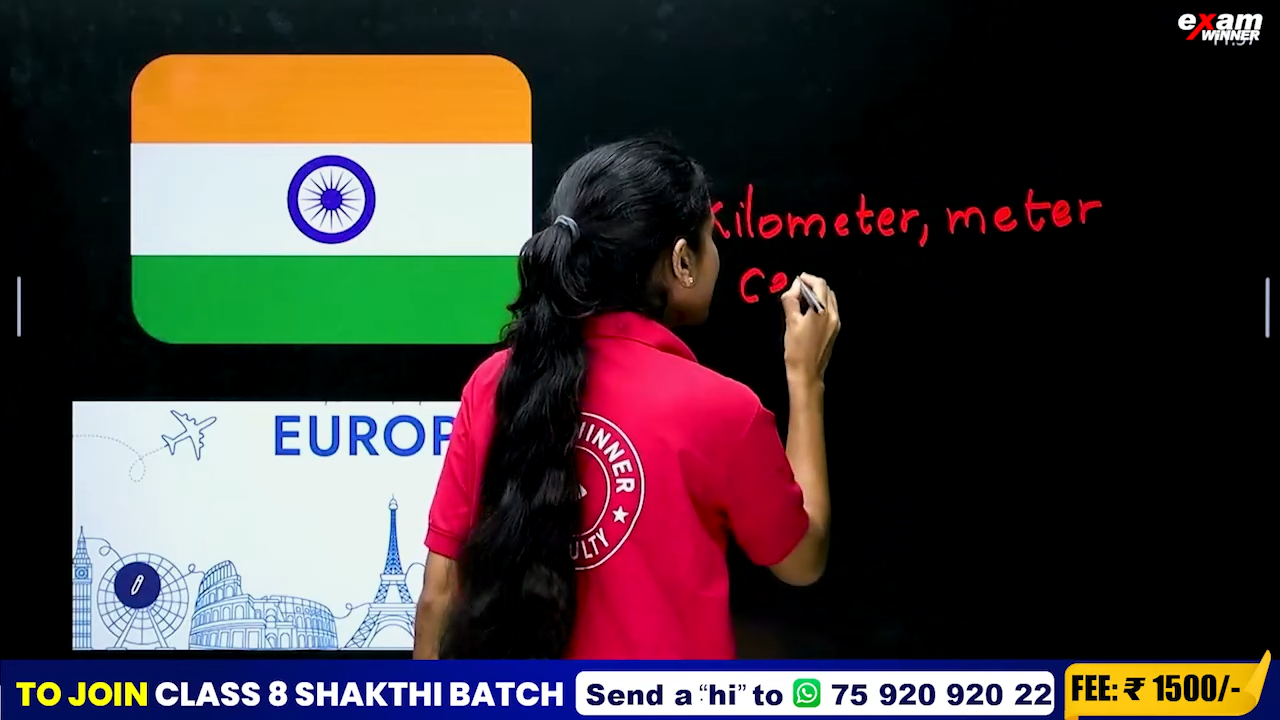 exam
WINNER
Kilometer, meter
EUROP
WINNER
ULTY
TO JOIN CLASS 8 SHAKTHI BATCH
Send a “hi” to 75 920 920 22
FEE:- ₹ 1500/-